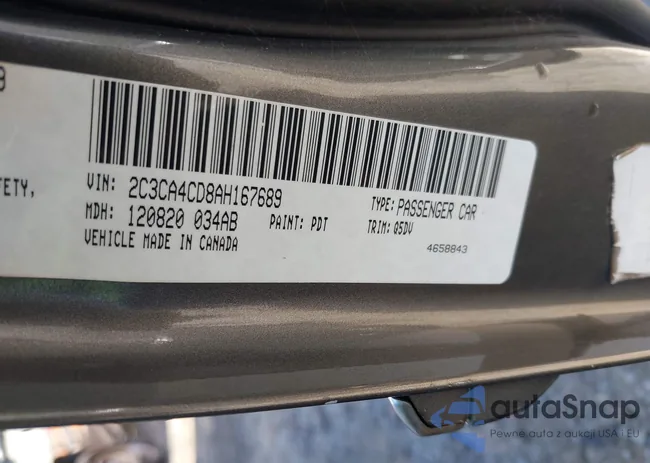 FETY,
VIN: 2C3CA4CD8AH167689
TYPE: PASSENGER CAR
MDH: 120820 034AB
PAINT: PDT
TRIM: Q5DV
VEHICLE MADE IN CANADA
4658843
autaSnap
Pewne auta z aukcji USA i EU